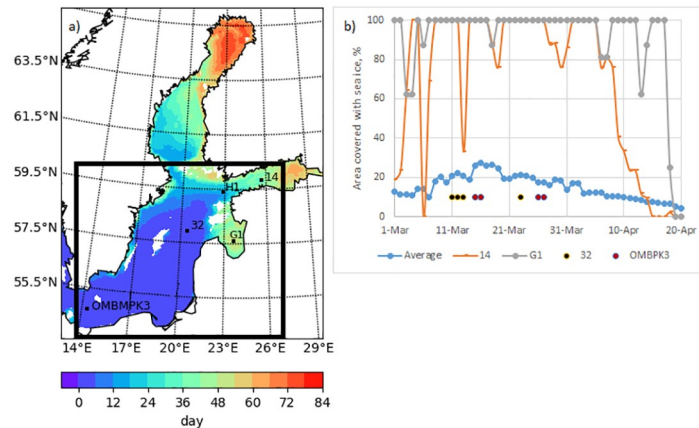 a)
63.5°N
61.5°N
59.5°N
57.5°N
55.5°N
14
H1
32
G1
OMBMPK3
14°E 17°E 20°E 23°E 26°E 29°E
0 12 24 36 48 60 72 84
day
b)
Area covered with sea ice, %
100
80
60
40
20
0
1-Mar 11-Mar 21-Mar 31-Mar 10-Apr 20-Apr
Average 14 G1 32 OMBPK3